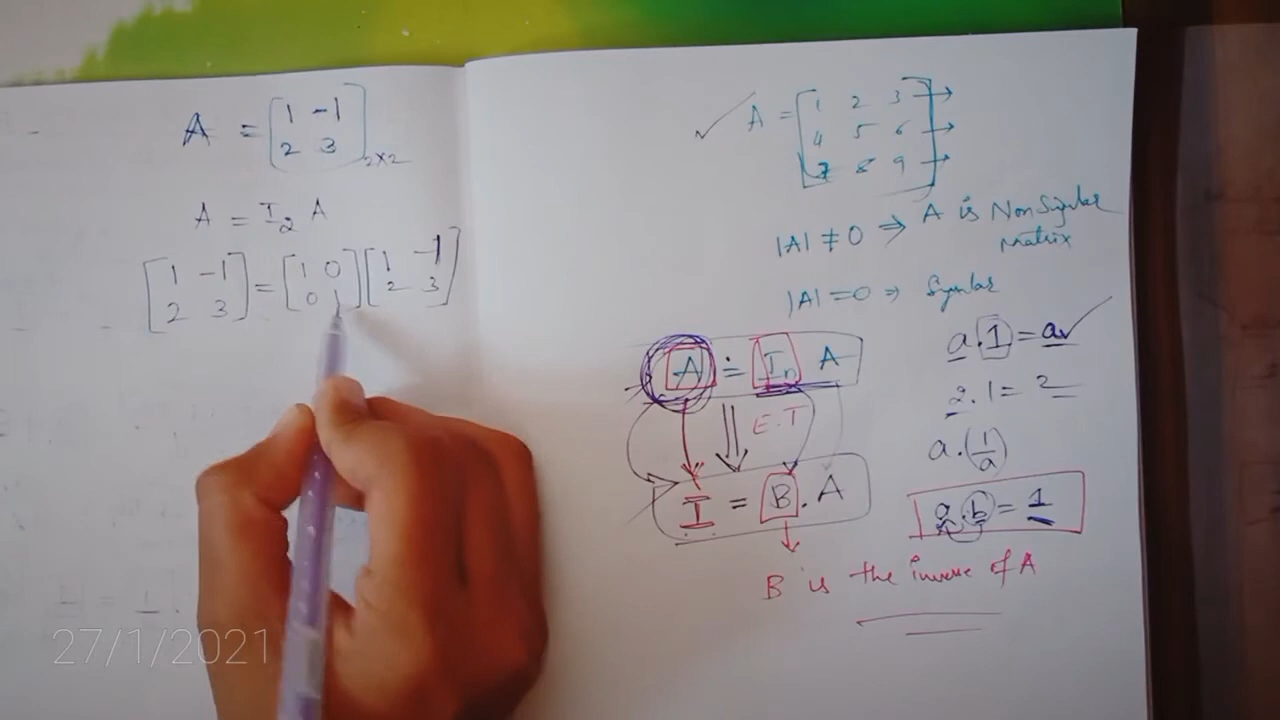 A = [1 -1
2 3]2×2
A = I2 A
[1 -1
2 3] = [1 0
0 1] [1 -1
2 3]
✓ A = [1 2 3 →
4 5 6 →
7 8 9] →
|A| ≠ 0 ⇒ A is Non Singular
Matrix
|A| = 0 ⇒ Singular
A = In A
E.T
I = B.A
B is the inverse of A
a.1 = a✓
2.1 = 2
a.(1/a)
a.b = 1
27/1/2021